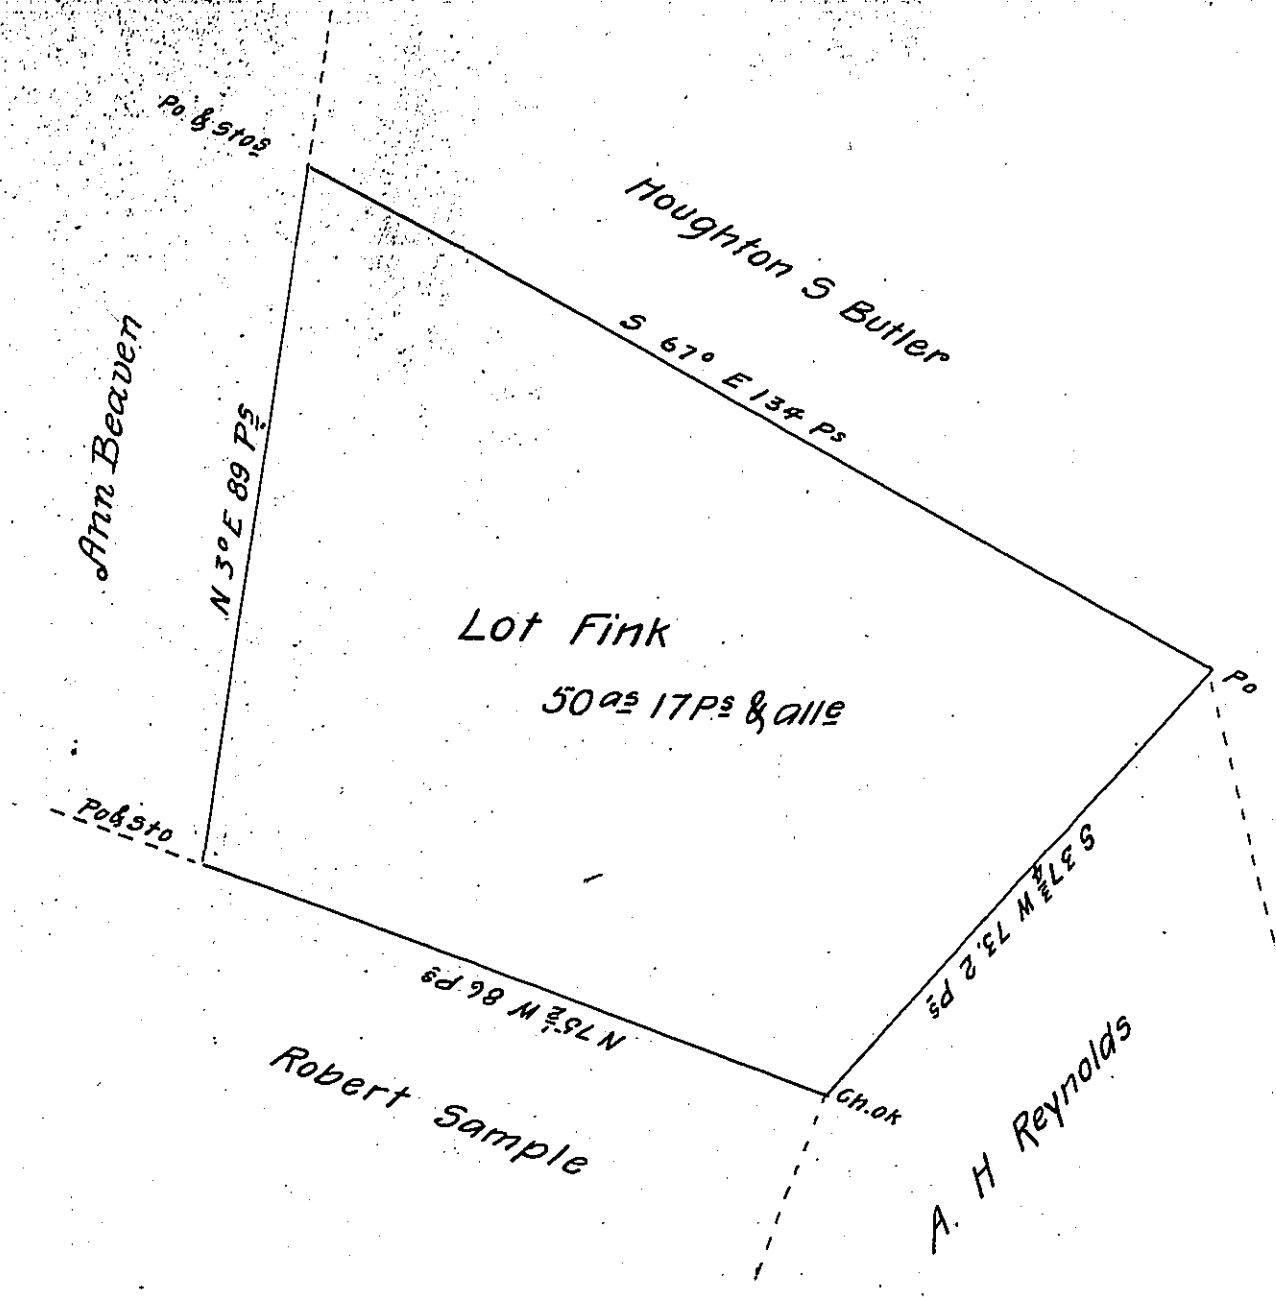 Po & stos
Houghton S Butler
S 67° E 134 Ps
Ann Beaven
N 3° E 89 Ps
Lot Fink
50 as 17 Ps & alle
Po
Po & sto
S 37¾ W 73.2 Ps
N 75½ W 86 Ps
Ch.ok
Robert Sample
A. H Reynolds